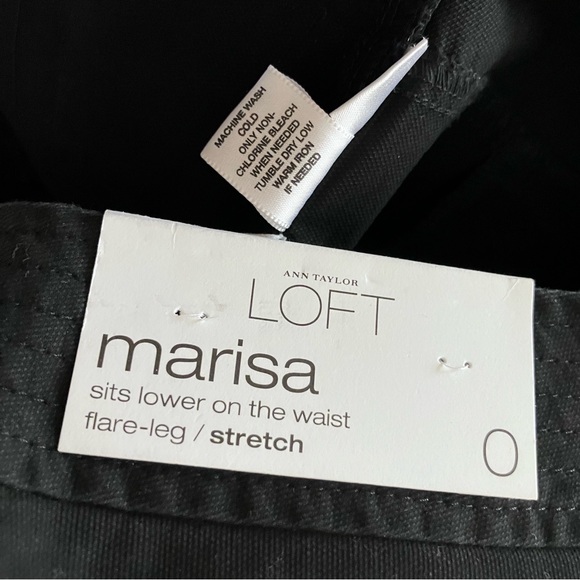 MACHINE WASH
COLD
ONLY NON-
CHLORINE BLEACH
WHEN NEEDED
TUMBLE DRY LOW
WARM IRON
IF NEEDED
ANN TAYLOR
LOFT
marisa
sits lower on the waist
flare-leg / stretch
0